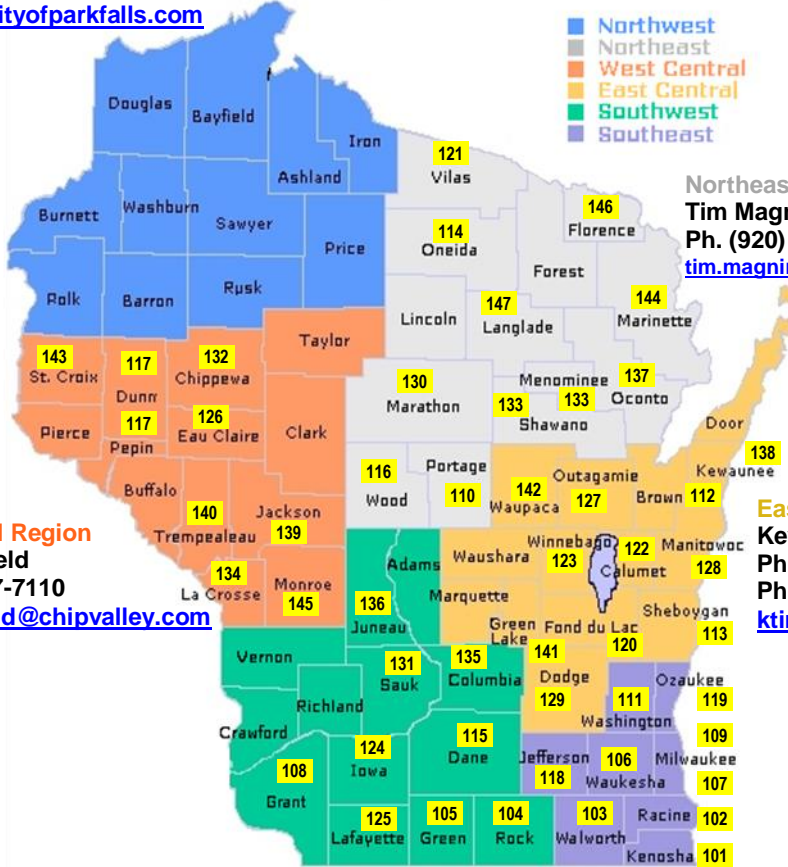 ityofparkfalls.com
Northwest
Northeast
West Central
East Central
Southwest
Southeast
Douglas
Bayfield
Iron
Ashland
121
Vilas
Northeas
Tim Magn
Ph. (920)
tim.magnin
146
Florence
Burnett
Washburn
Sawyer
Price
114
Oneida
Forest
Polk
Barron
Rusk
Lincoln
147
Langlade
144
Marinette
Taylor
143
St. Croix
117
Dunn
132
Chippewa
130
Marathon
Menominee
137
Oconto
133
133
Shawano
117
Pepin
126
Eau Claire
Pierce
Clark
Door
138
Kewaunee
116
Wood
Portage
110
142
Waupaca
Outagamie
127
Brown
112
Buffalo
140
Trempealeau
Jackson
139
l Region
eld
7-7110
d@chipvalley.com
Eas
Kev
Ph
Ph
ktin
Adams
Waushara
Winnebago
123
122
Calumet
Manitowoc
128
134
La Crosse
Monroe
145
136
Juneau
Marquette
Green
Lake
Fond du Lac
120
Sheboygan
113
Vernon
131
Sauk
135
Columbia
141
Dodge
129
111
Washington
Ozaukee
119
Richland
Crawford
109
Milwaukee
107
108
Grant
124
Iowa
115
Dane
Jefferson
118
106
Waukesha
125
Lafayette
105
Green
104
Rock
103
Walworth
Racine
102
Kenosha
101